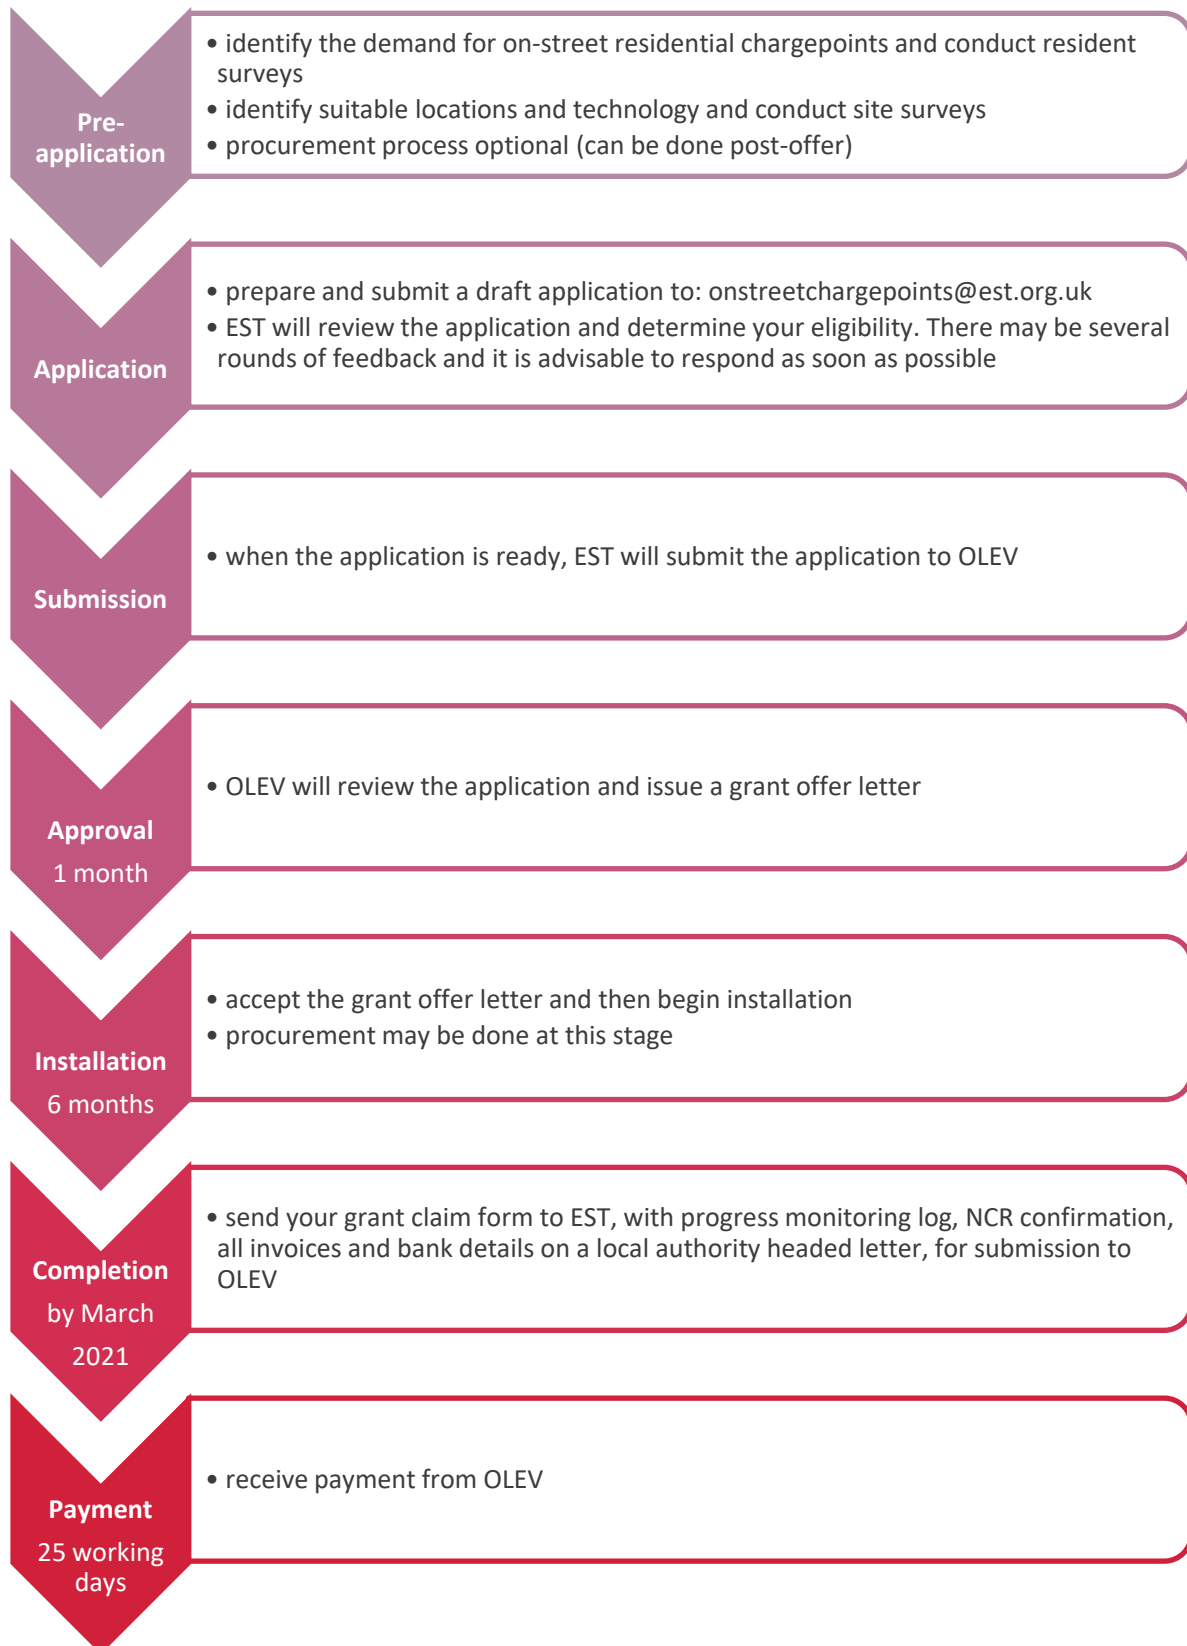 Pre-
application
• identify the demand for on-street residential chargepoints and conduct resident
surveys
• identify suitable locations and technology and conduct site surveys
• procurement process optional (can be done post-offer)
Application
• prepare and submit a draft application to: onstreetchargepoints@est.org.uk
• EST will review the application and determine your eligibility. There may be several
rounds of feedback and it is advisable to respond as soon as possible
Submission
• when the application is ready, EST will submit the application to OLEV
Approval
1 month
• OLEV will review the application and issue a grant offer letter
Installation
6 months
• accept the grant offer letter and then begin installation
• procurement may be done at this stage
Completion
by March
2021
• send your grant claim form to EST, with progress monitoring log, NCR confirmation,
all invoices and bank details on a local authority headed letter, for submission to
OLEV
Payment
25 working
days
• receive payment from OLEV